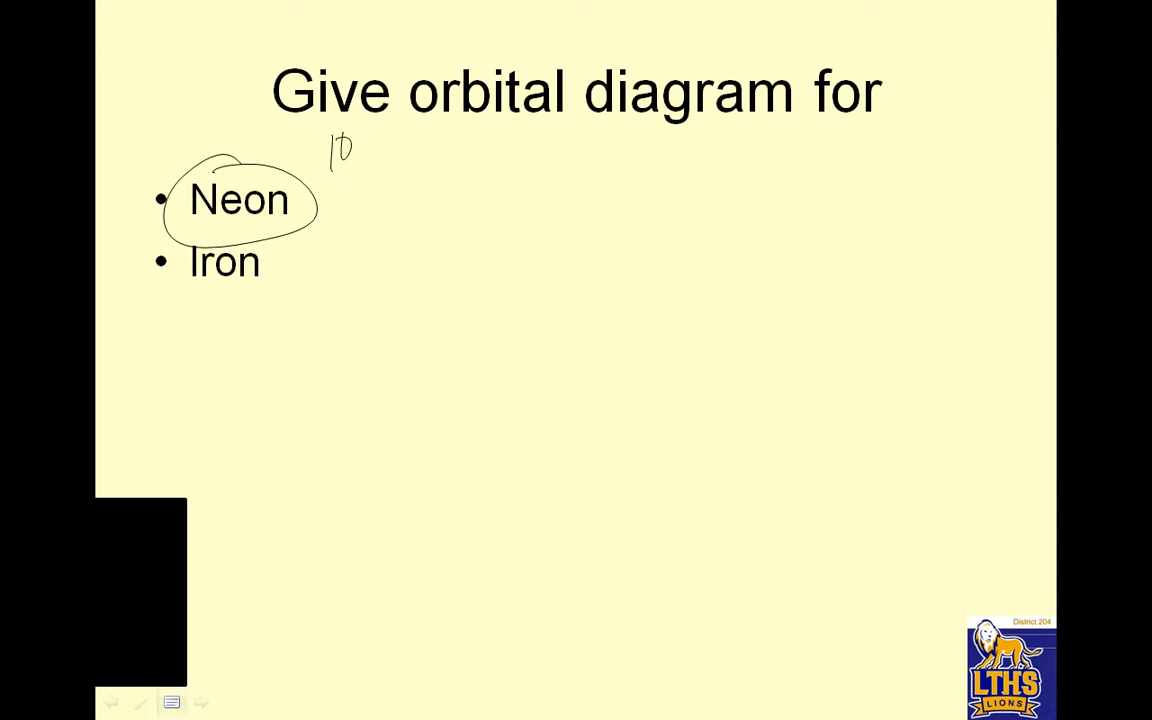 Give orbital diagram for
10
• Neon
• Iron
District 204
LTHS
LIONS